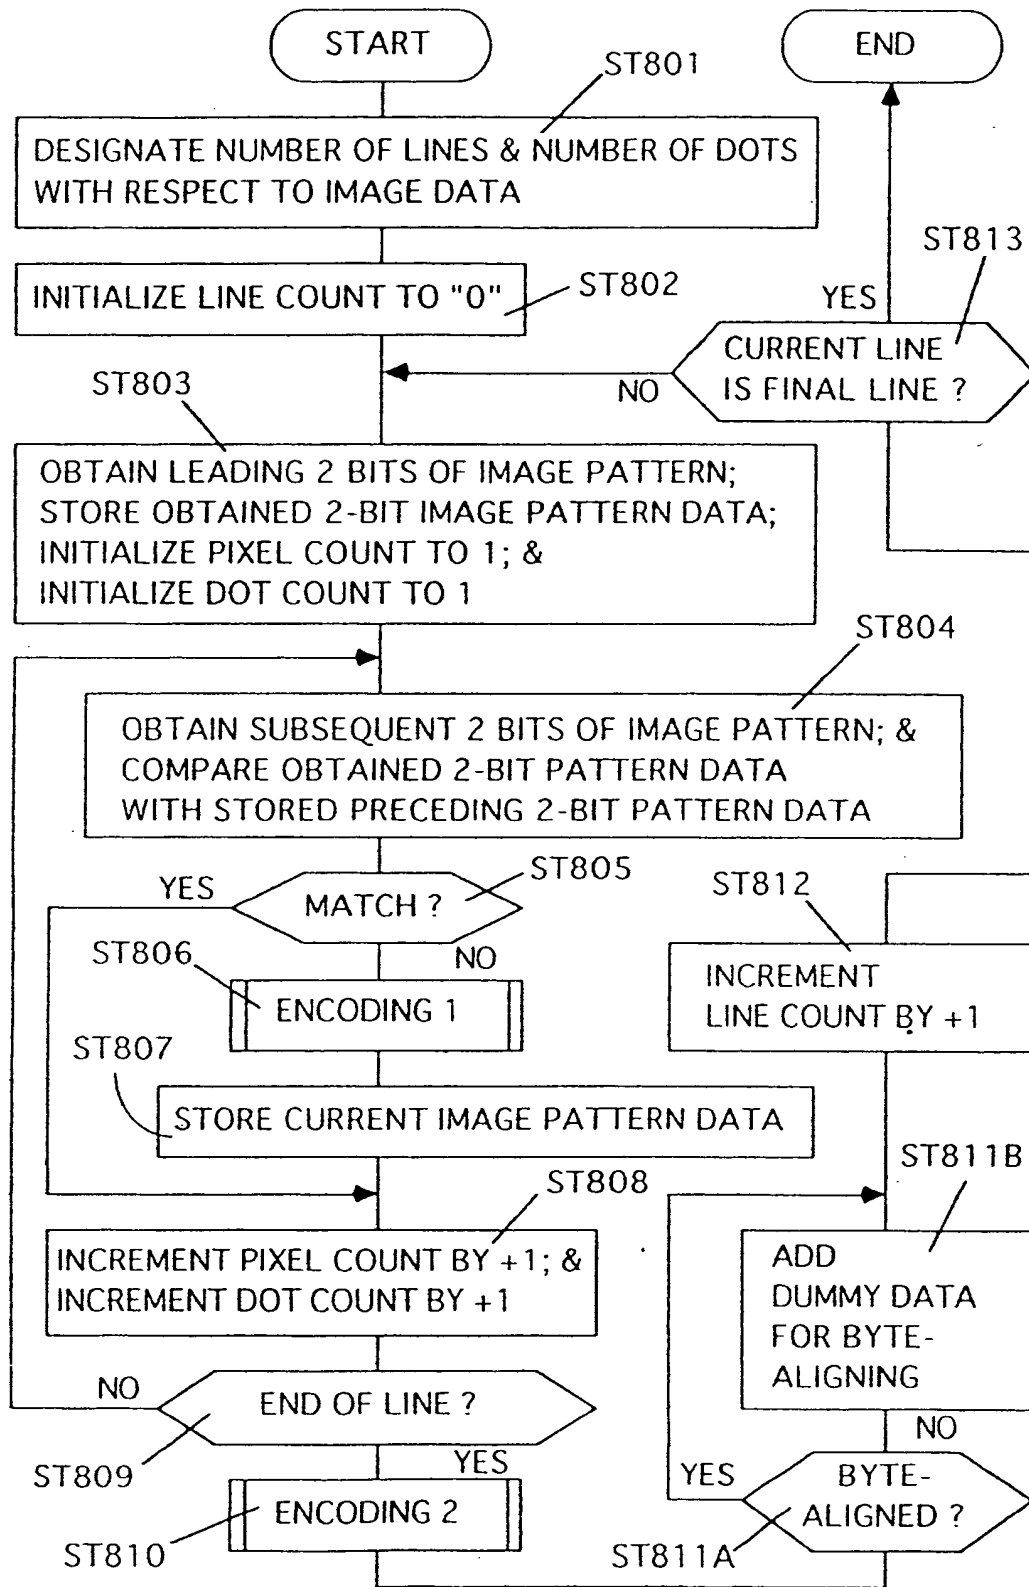 START
END
ST801
DESIGNATE NUMBER OF LINES & NUMBER OF DOTS
WITH RESPECT TO IMAGE DATA
ST813
INITIALIZE LINE COUNT TO "0"
ST802
YES
CURRENT LINE
IS FINAL LINE ?
NO
ST803
OBTAIN LEADING 2 BITS OF IMAGE PATTERN;
STORE OBTAINED 2-BIT IMAGE PATTERN DATA;
INITIALIZE PIXEL COUNT TO 1; &
INITIALIZE DOT COUNT TO 1
ST804
OBTAIN SUBSEQUENT 2 BITS OF IMAGE PATTERN; &
COMPARE OBTAINED 2-BIT PATTERN DATA
WITH STORED PRECEDING 2-BIT PATTERN DATA
YES
MATCH ?
ST805
ST812
NO
ST806
ENCODING 1
INCREMENT
LINE COUNT BY +1
ST807
STORE CURRENT IMAGE PATTERN DATA
ST811B
ST808
INCREMENT PIXEL COUNT BY +1; &
INCREMENT DOT COUNT BY +1
ADD
DUMMY DATA
FOR BYTE-
ALIGNING
NO
END OF LINE ?
NO
ST809
YES
YES
BYTE-
ALIGNED ?
ENCODING 2
ST810
ST811A